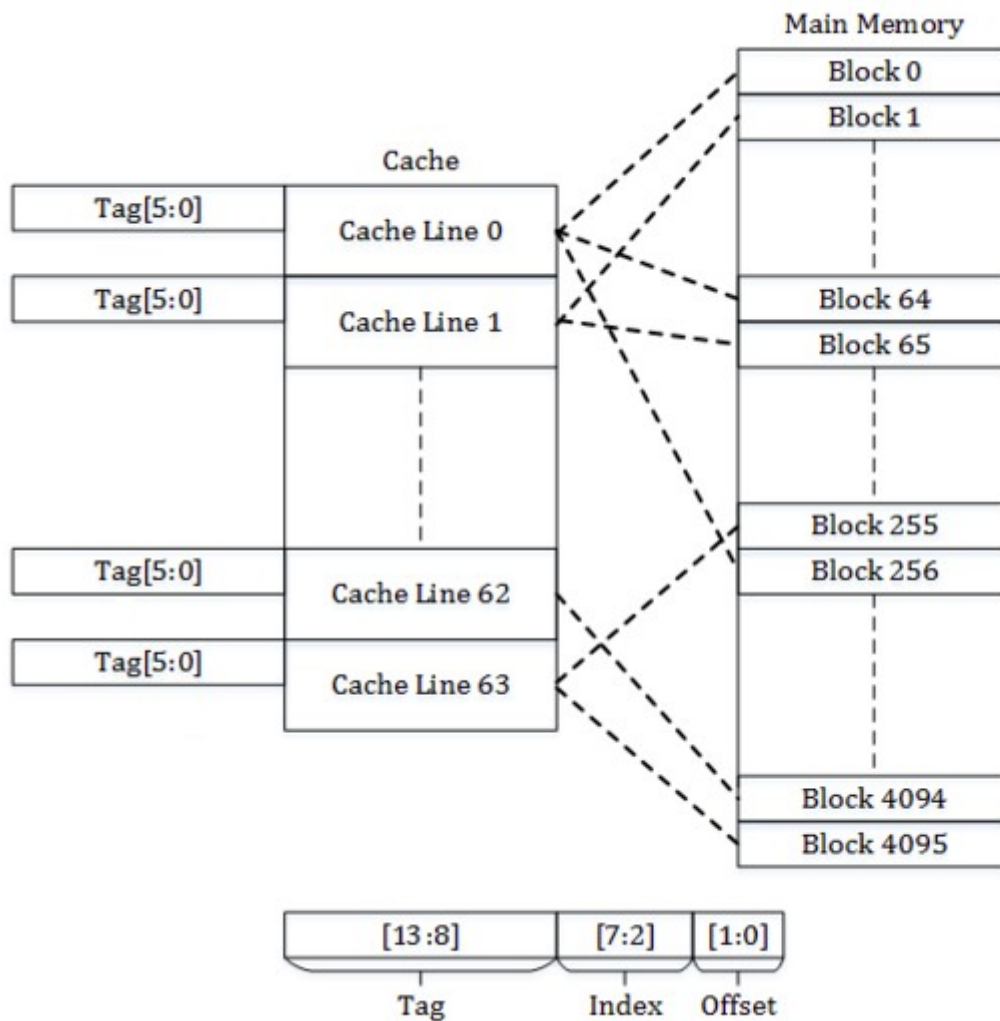 Main Memory
Block 0
Block 1
Cache
Tag[5:0]
Cache Line 0
Tag[5:0]
Cache Line 1
Block 64
Block 65
Block 255
Block 256
Tag[5:0]
Cache Line 62
Tag[5:0]
Cache Line 63
Block 4094
Block 4095
[13:8] [7:2] [1:0]
Tag Index Offset